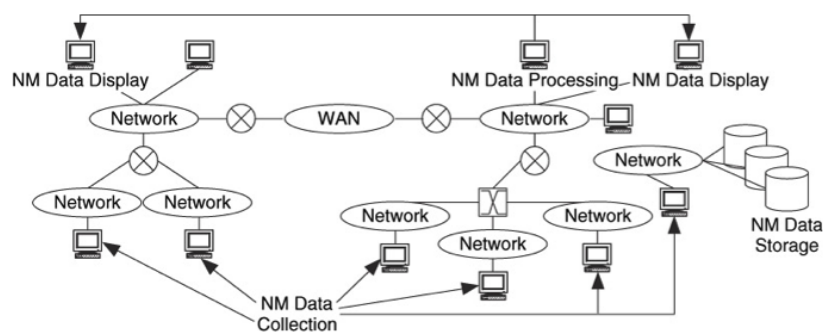 NM Data Display
NM Data Processing
NM Data Display
Network
WAN
Network
Network
Network
Network
Network
Network
Network
Network
NM Data
Storage
NM Data
Collection